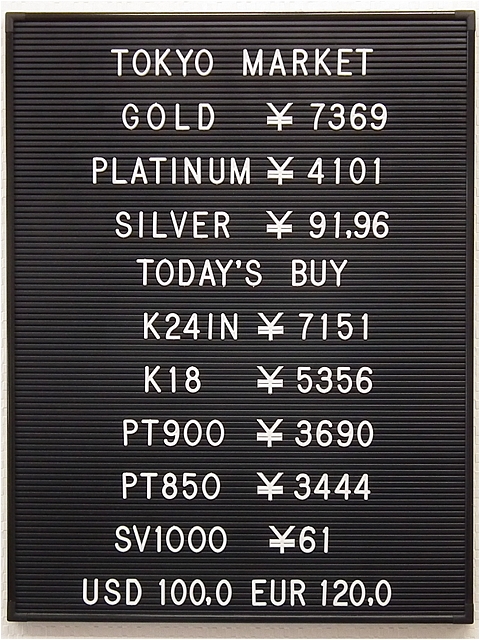 TOKYO MARKET
GOLD ¥ 7369
PLATINUM ¥ 4101
SILVER ¥ 91,96
TODAY'S BUY
K24IN ¥ 7151
K18 ¥ 5356
PT900 ¥ 3690
PT850 ¥ 3444
SV1000 ¥61
USD 100,0 EUR 120,0